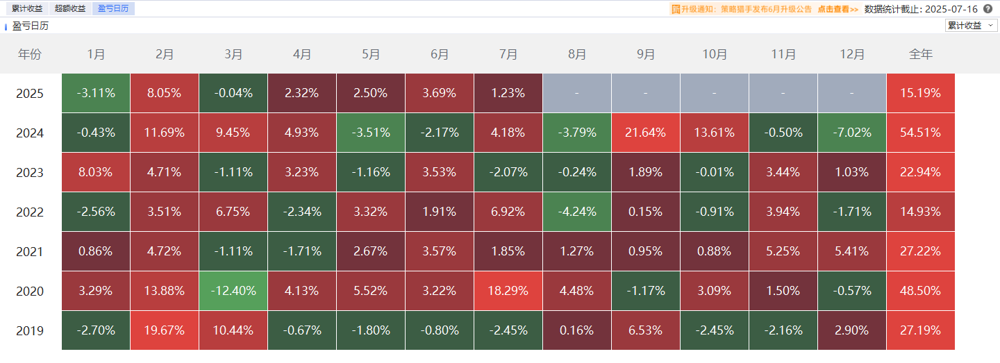 累计收益 超额收益 盈亏日历 升级通知：策略猎手发布6月升级公告 点击查看>> 数据统计截止: 2025-07-16 ?
盈亏日历 累计收益
年份 1月 2月 3月 4月 5月 6月 7月 8月 9月 10月 11月 12月 全年
2025 -3.11% 8.05% -0.04% 2.32% 2.50% 3.69% 1.23% - - - - - 15.19%
2024 -0.43% 11.69% 9.45% 4.93% -3.51% -2.17% 4.18% -3.79% 21.64% 13.61% -0.50% -7.02% 54.51%
2023 8.03% 4.71% -1.11% 3.23% -1.16% 3.53% -2.07% -0.24% 1.89% -0.01% 3.44% 1.03% 22.94%
2022 -2.56% 3.51% 6.75% -2.34% 3.32% 1.91% 6.92% -4.24% 0.15% -0.91% 3.94% -1.71% 14.93%
2021 0.86% 4.72% -1.11% -1.71% 2.67% 3.57% 1.85% 1.27% 0.95% 0.88% 5.25% 5.41% 27.22%
2020 3.29% 13.88% -12.40% 4.13% 5.52% 3.22% 18.29% 4.48% -1.17% 3.09% 1.50% -0.57% 48.50%
2019 -2.70% 19.67% 10.44% -0.67% -1.80% -0.80% -2.45% 0.16% 6.53% -2.45% -2.16% 2.90% 27.19%